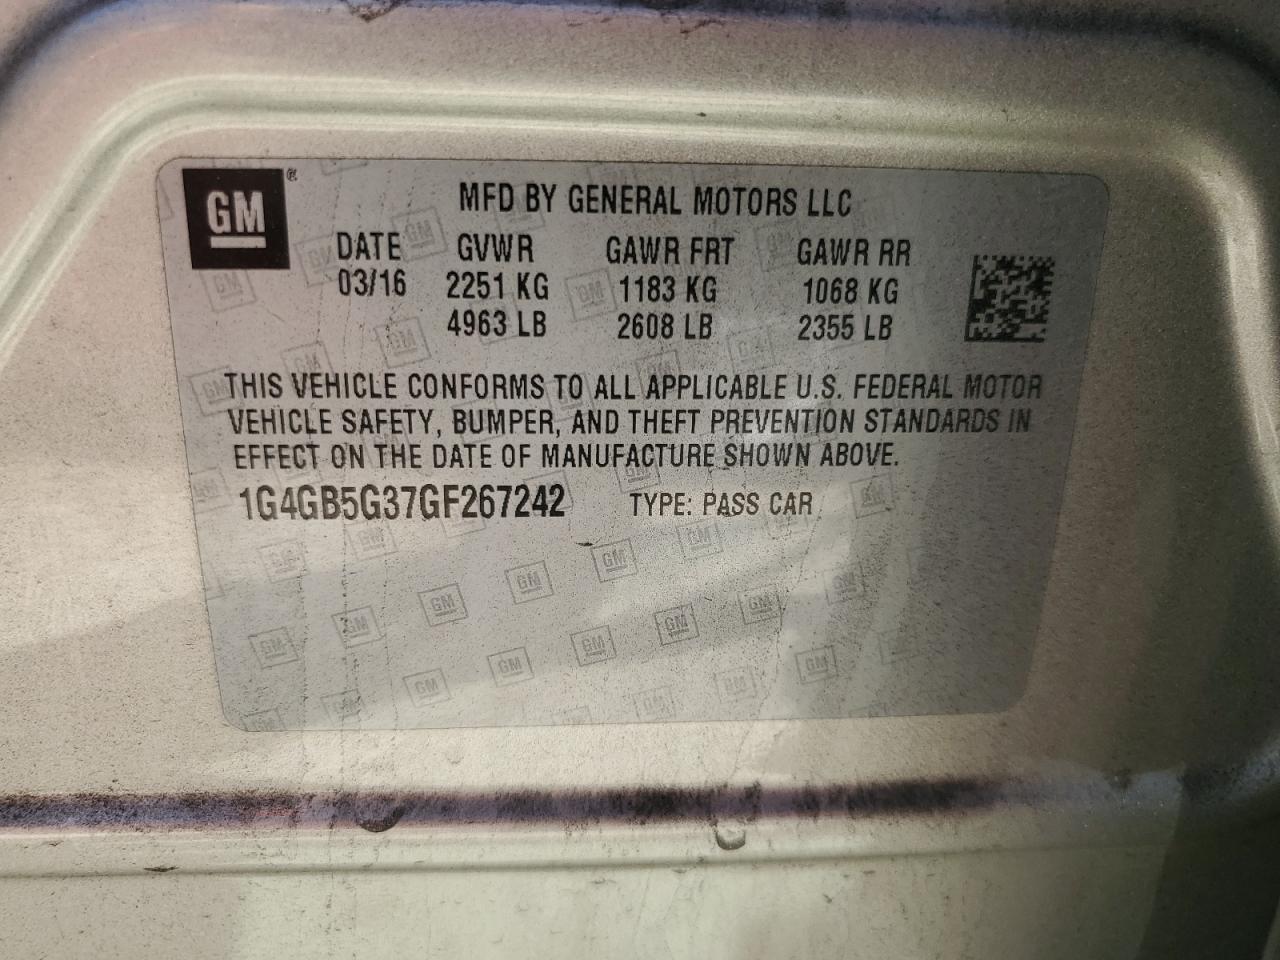 GM®
MFD BY GENERAL MOTORS LLC
DATE GVWR GAWR FRT GAWR RR
03/16 2251 KG 1183 KG 1068 KG
4963 LB 2608 LB 2355 LB
THIS VEHICLE CONFORMS TO ALL APPLICABLE U.S. FEDERAL MOTOR
VEHICLE SAFETY, BUMPER, AND THEFT PREVENTION STANDARDS IN
EFFECT ON THE DATE OF MANUFACTURE SHOWN ABOVE.
1G4GB5G37GF267242 TYPE: PASS CAR